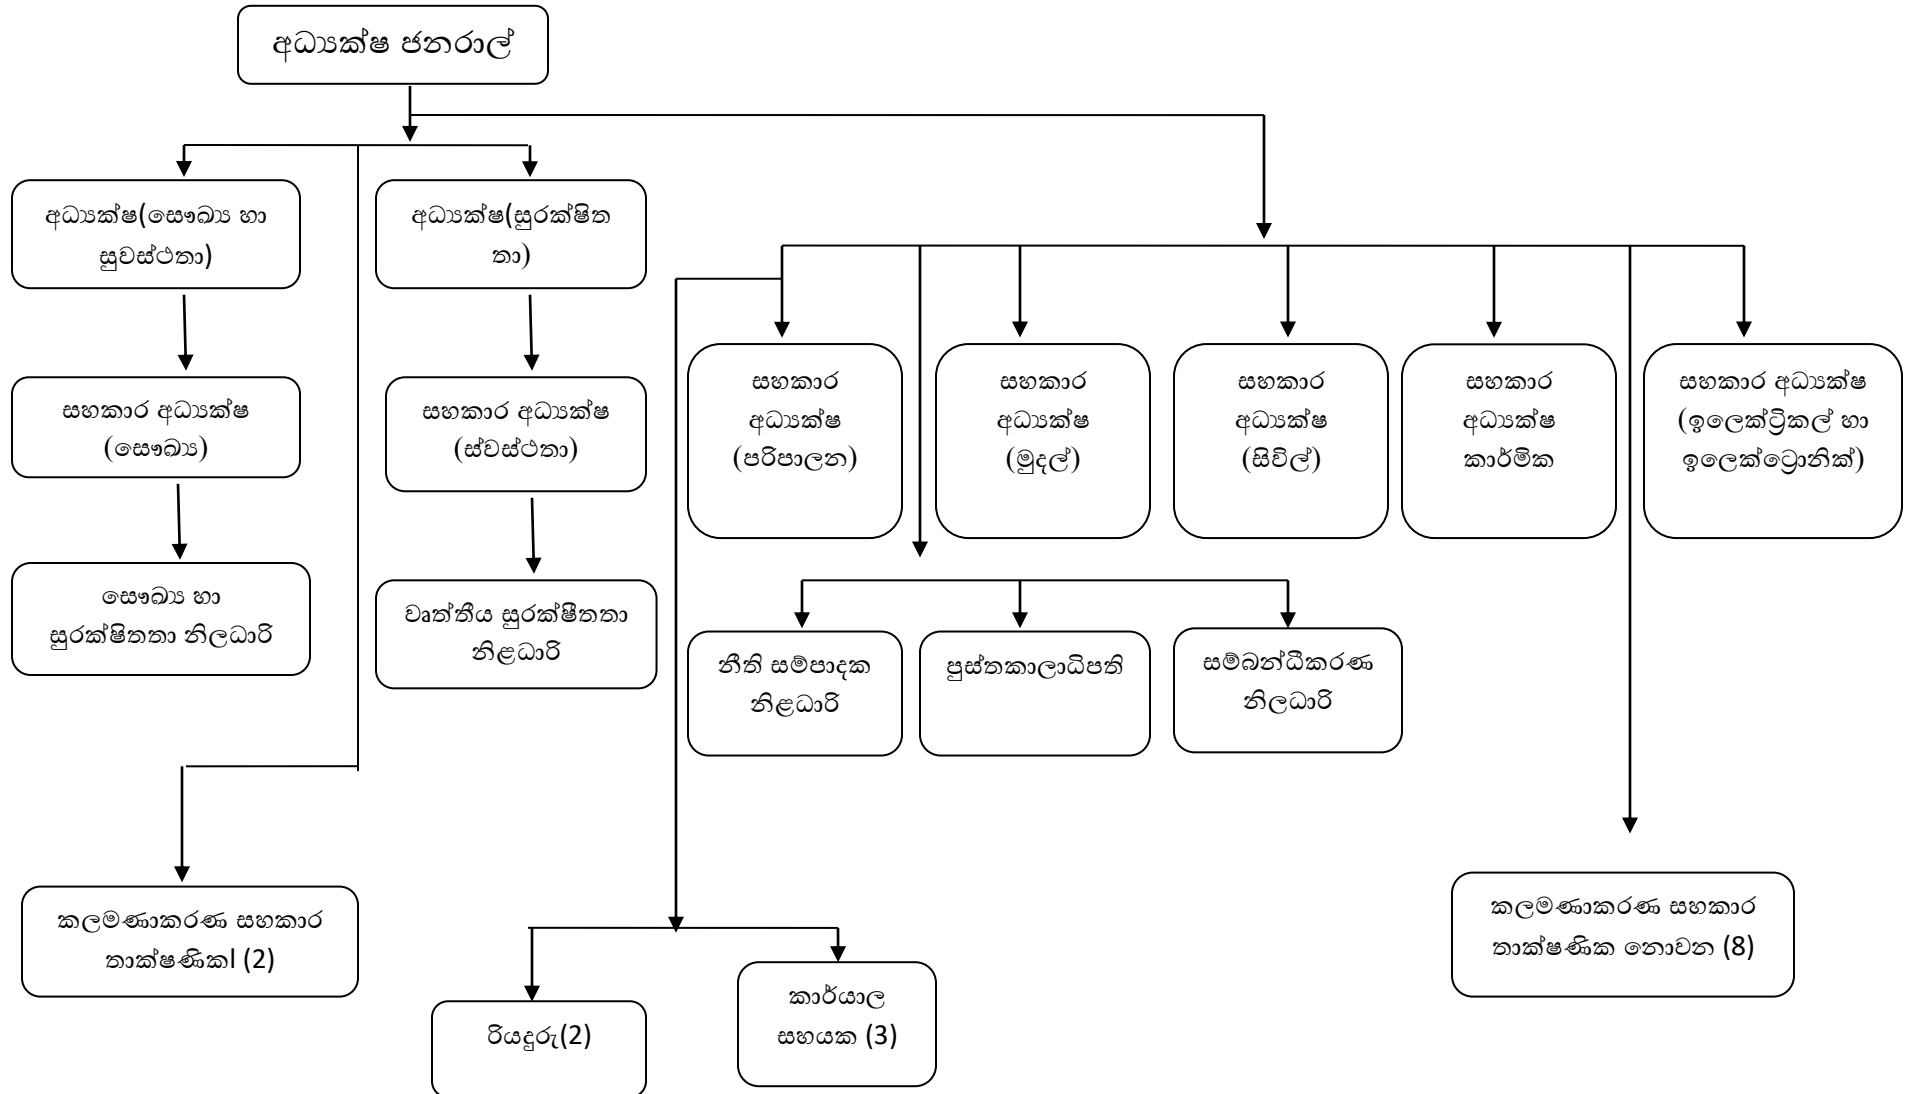 අධ්‍යක්ෂ ජනරාල්
අධ්‍යක්ෂ(සෞඛ්‍ය හා
සුවස්ථතා)
අධ්‍යක්ෂ(සුරක්ෂිත
තා)
සහකාර අධ්‍යක්ෂ
(සෞඛ්‍ය)
සහකාර අධ්‍යක්ෂ
(ස්වස්ථතා)
සහකාර
අධ්‍යක්ෂ
(පරිපාලන)
සහකාර
අධ්‍යක්ෂ
(මුදල්)
සහකාර
අධ්‍යක්ෂ
(සිවිල්)
සහකාර
අධ්‍යක්ෂ
කාර්මික
සහකාර අධ්‍යක්ෂ
(ඉලෙක්ට්‍රිකල් හා
ඉලෙක්ට්‍රොනික්)
සෞඛ්‍ය හා
සුරක්ෂිතතා නිලධාරි
වෘත්තීය සුරක්ෂීතතා
නිළධාරි
නීති සම්පාදක
නිළධාරි
පුස්තකාලාධිපති
සම්බන්ධීකරණ
නිලධාරි
කලමණාකරණ සහකාර
තාක්ෂණිකl (2)
රියදුරු(2)
කාර්යාල
සහයක (3)
කලමණාකරණ සහකාර
තාක්ෂණික නොවන (8)